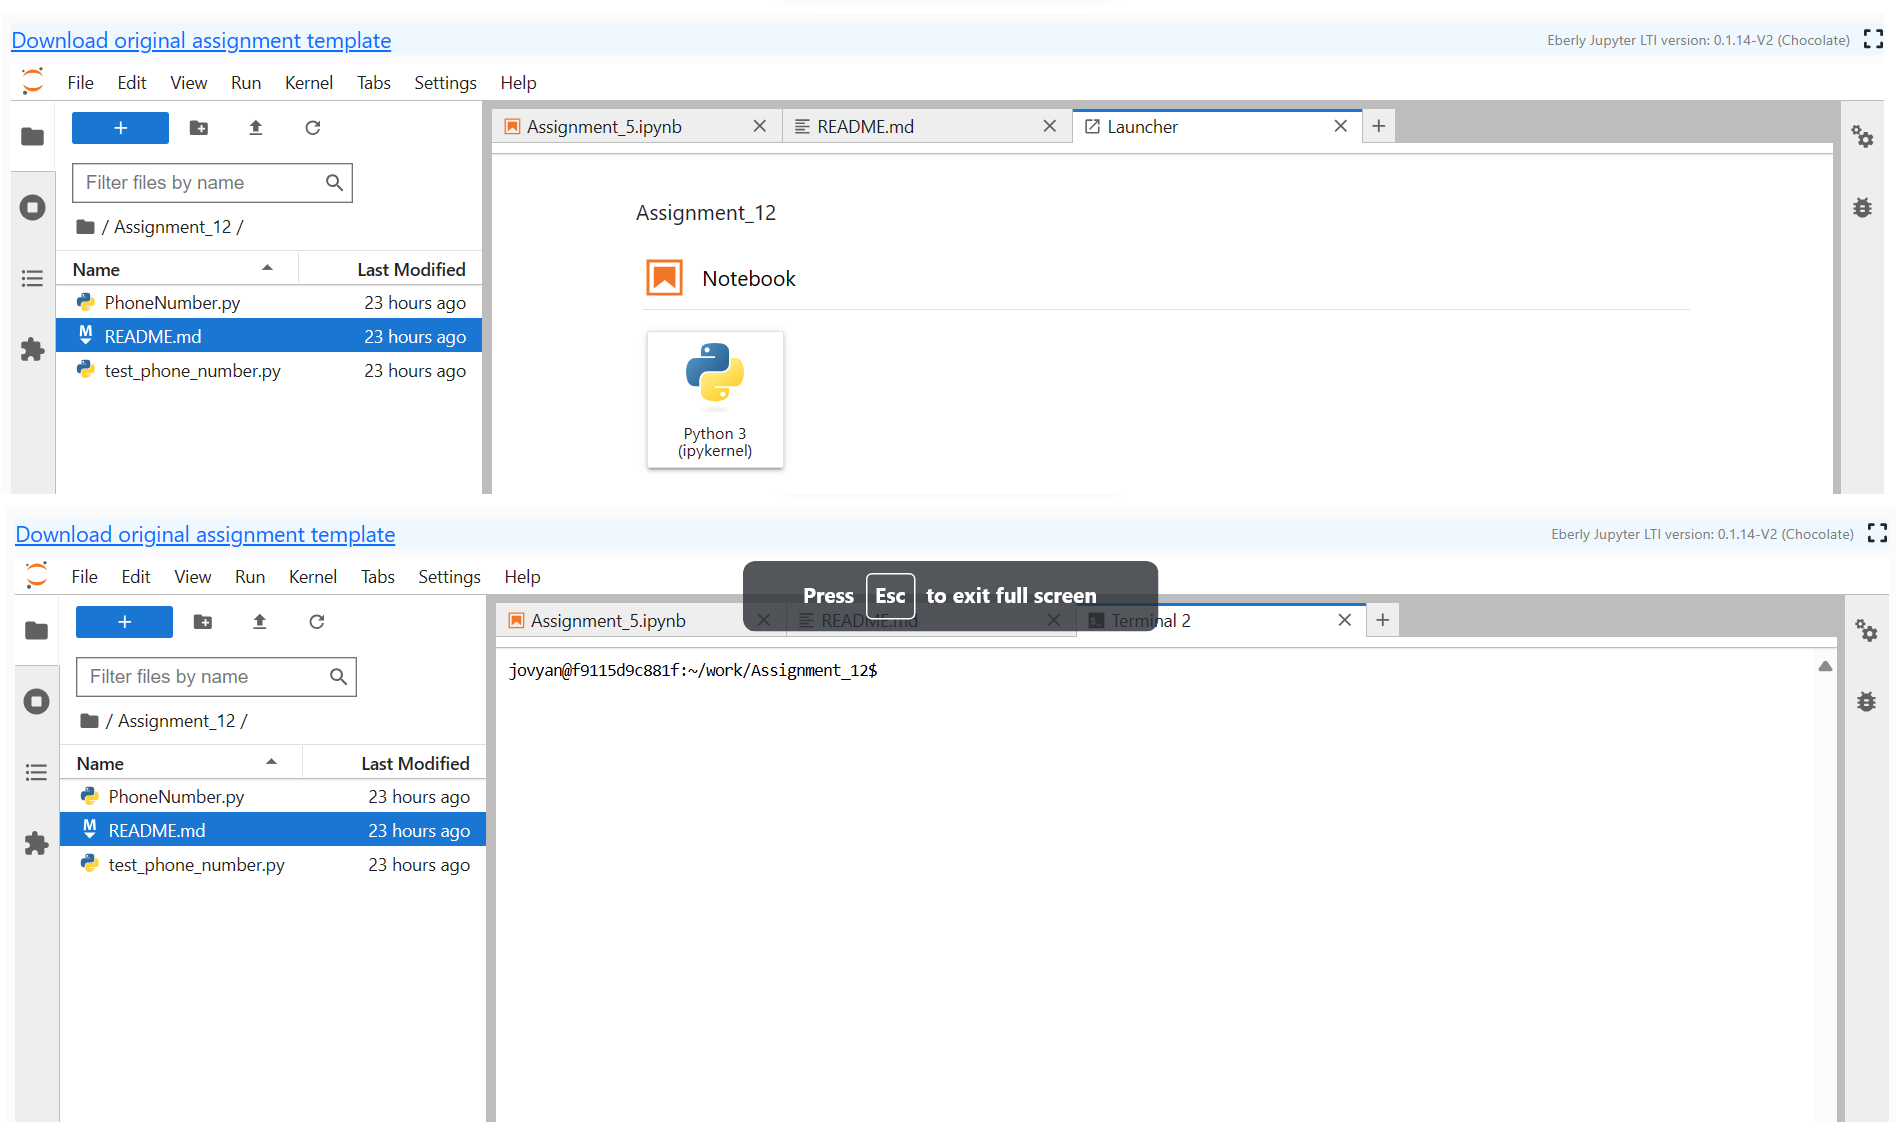 Download original assignment template
Eberly Jupyter LTI version: 0.1.14-V2 (Chocolate)
File Edit View Run Kernel Tabs Settings Help
Assignment_5.ipynb
README.md
Launcher
Filter files by name
/ Assignment_12 /
Name
Last Modified
PhoneNumber.py
23 hours ago
README.md
23 hours ago
test_phone_number.py
23 hours ago
Assignment_12
Notebook
Python 3
(ipykernel)
Download original assignment template
Eberly Jupyter LTI version: 0.1.14-V2 (Chocolate)
File Edit View Run Kernel Tabs Settings Help
Press Esc to exit full screen
Assignment_5.ipynb
README.md
Terminal 2
Filter files by name
/ Assignment_12 /
Name
Last Modified
PhoneNumber.py
23 hours ago
README.md
23 hours ago
test_phone_number.py
23 hours ago
jovyan@f9115d9c881f:~/work/Assignment_12$